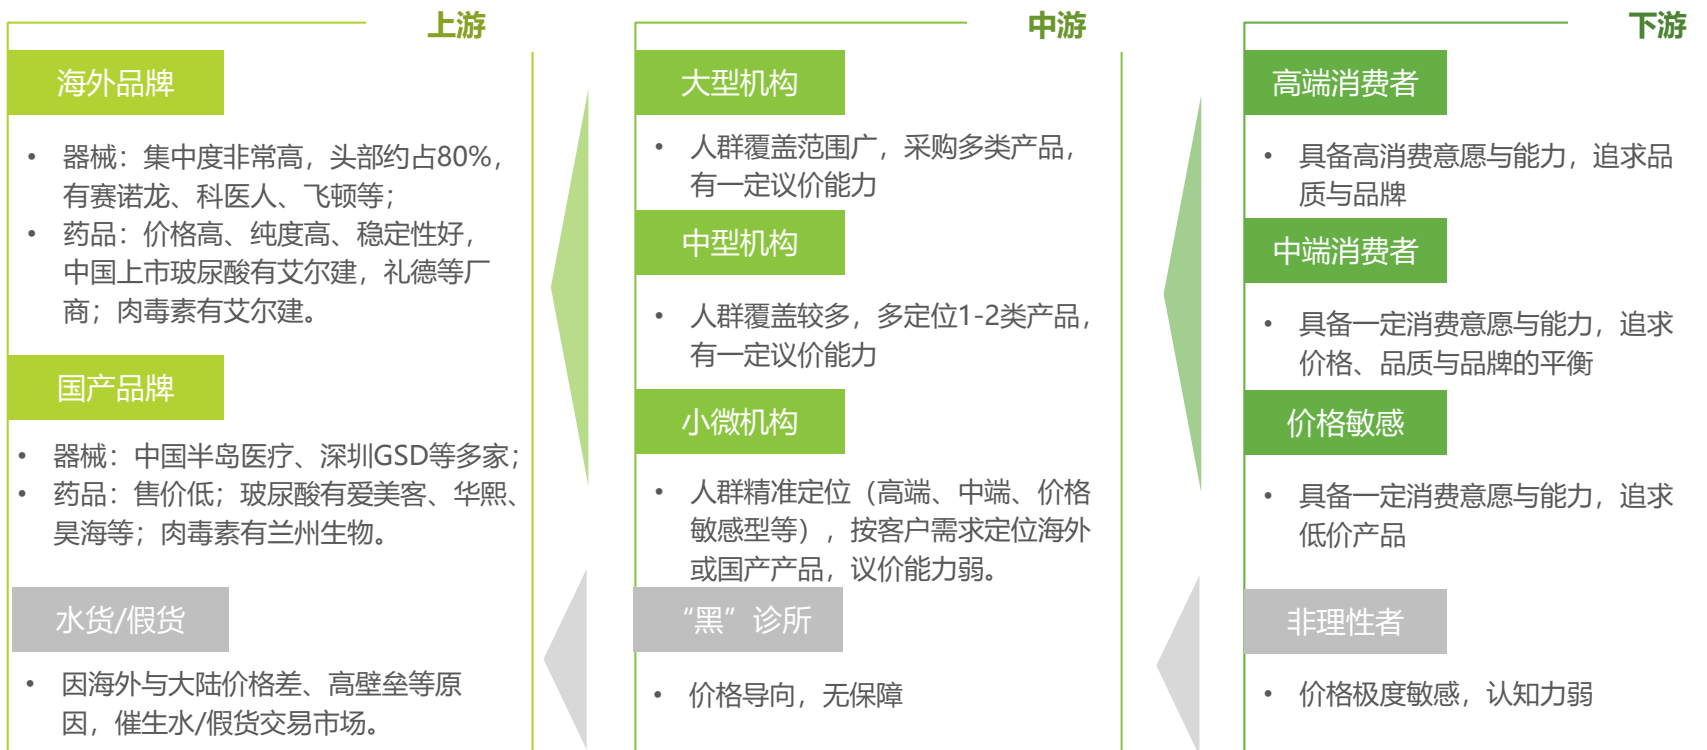 上游
海外品牌
• 器械：集中度非常高，头部约占80%，
有赛诺龙、科医人、飞顿等；
• 药品：价格高、纯度高、稳定性好，
中国上市玻尿酸有艾尔建，礼德等厂
商；肉毒素有艾尔建。
国产品牌
• 器械：中国半岛医疗、深圳GSD等多家；
• 药品：售价低；玻尿酸有爱美客、华熙、
昊海等；肉毒素有兰州生物。
水货/假货
• 因海外与大陆价格差、高壁垒等原
因，催生水/假货交易市场。
中游
大型机构
• 人群覆盖范围广，采购多类产品，
有一定议价能力
中型机构
• 人群覆盖较多，多定位1-2类产品，
有一定议价能力
小微机构
• 人群精准定位（高端、中端、价格
敏感型等），按客户需求定位海外
或国产产品，议价能力弱。
“黑”诊所
• 价格导向，无保障
下游
高端消费者
• 具备高消费意愿与能力，追求品
质与品牌
中端消费者
• 具备一定消费意愿与能力，追求
价格、品质与品牌的平衡
价格敏感
• 具备一定消费意愿与能力，追求
低价产品
非理性者
• 价格极度敏感，认知力弱